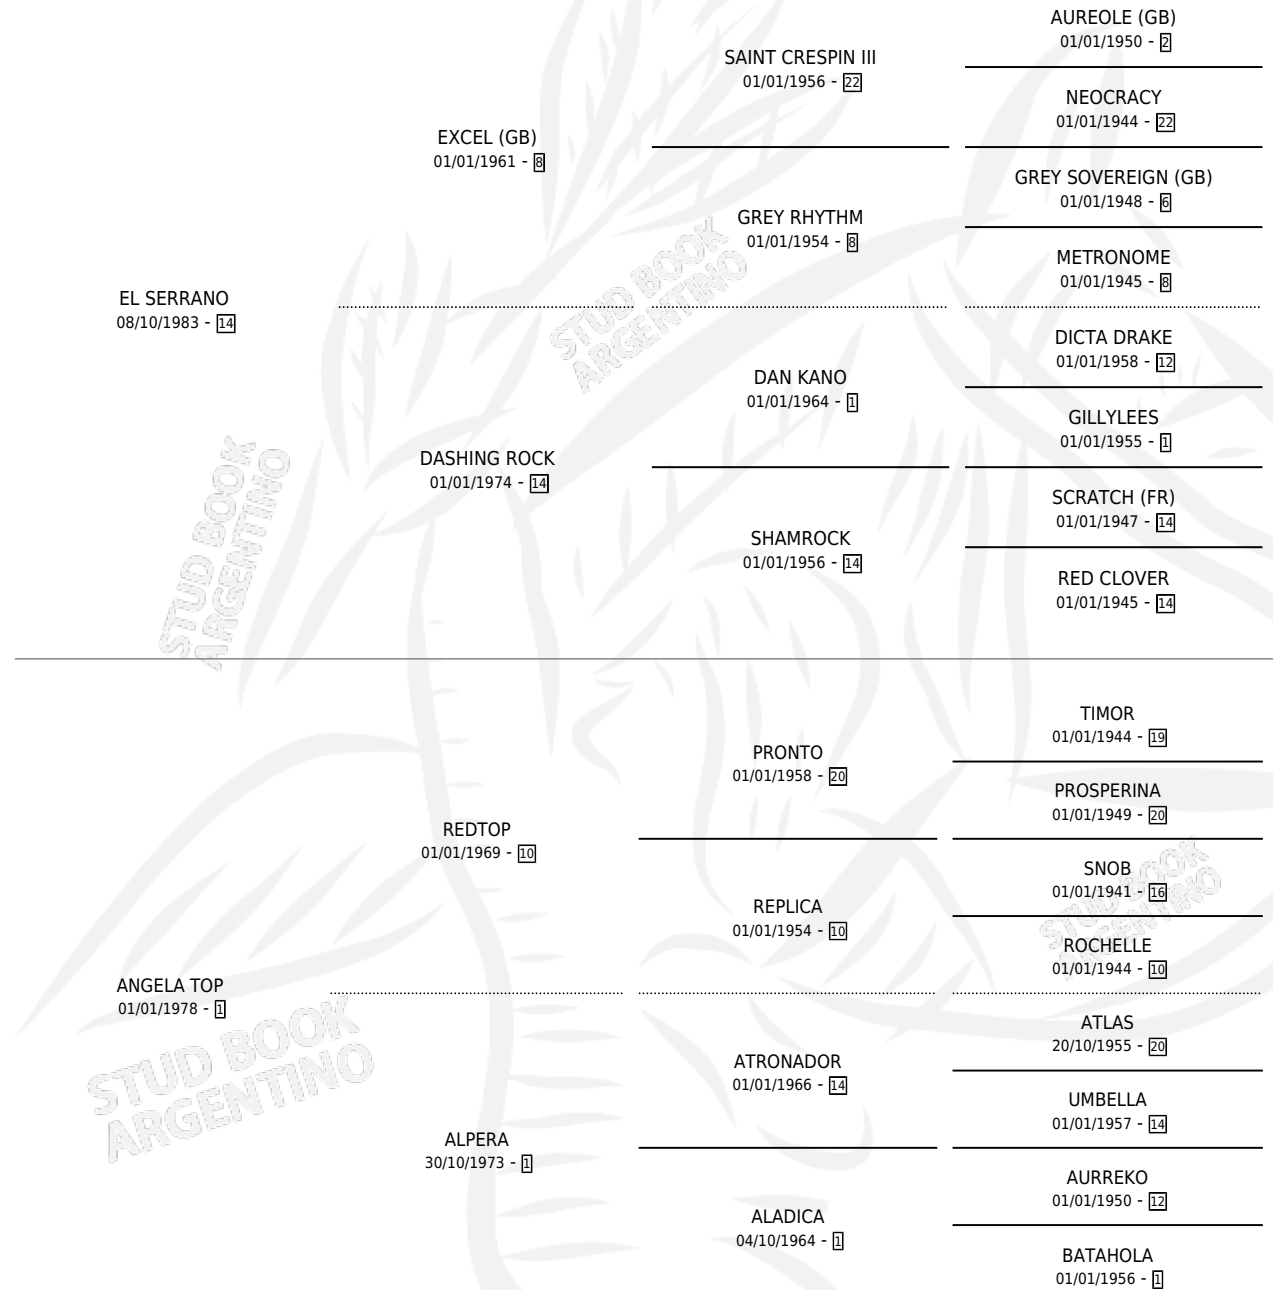 AUREOLE (GB)
01/01/1950 - 2
SAINT CRESPIN III
01/01/1956 - 22
NEOCRACY
01/01/1944 - 22
EXCEL (GB)
01/01/1961 - 8
GREY SOVEREIGN (GB)
01/01/1948 - 6
GREY RHYTHM
01/01/1954 - 8
METRONOME
01/01/1945 - 8
EL SERRANO
08/10/1983 - 14
DICTA DRAKE
01/01/1958 - 12
DAN KANO
01/01/1964 - 1
GILLYLEES
01/01/1955 - 1
DASHING ROCK
01/01/1974 - 14
SCRATCH (FR)
01/01/1947 - 14
SHAMROCK
01/01/1956 - 14
RED CLOVER
01/01/1945 - 14
TIMOR
01/01/1944 - 19
PRONTO
01/01/1958 - 20
PROSPERINA
01/01/1949 - 20
REDTOP
01/01/1969 - 10
SNOB
01/01/1941 - 16
REPLICA
01/01/1954 - 10
ROCHELLE
01/01/1944 - 10
ANGELA TOP
01/01/1978 - 1
ATLAS
20/10/1955 - 20
ATRONADOR
01/01/1966 - 14
UMBELLA
01/01/1957 - 14
ALPERA
30/10/1973 - 1
AURREKO
01/01/1950 - 12
ALADICA
04/10/1964 - 1
BATAHOLA
01/01/1956 - 1
STUD BOOK
ARGENTINO
STUD BOOK
ARGENTINO
STUD BOOK
ARGENTINO
STUD BOOK
ARGENTINO